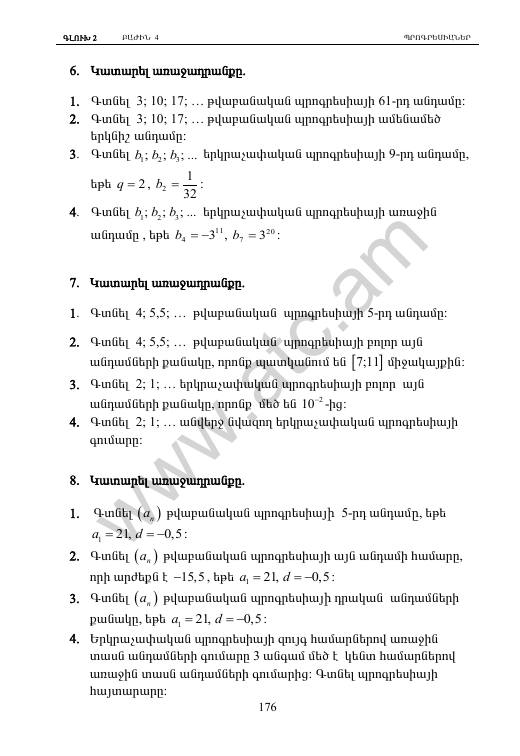 ԳԼՈՒԽ 2 ԲԱԺԻՆ 4 ՊՐՈԳՐԵՍԻԱՆԵՐ
6. Կատարել առաջադրանքը.
1. Գտնել 3; 10; 17; … թվաբանական պրոգրեսիայի 61-րդ անդամը:
2. Գտնել 3; 10; 17; … թվաբանական պրոգրեսիայի ամենամեծ
երկնիշ անդամը:
3. Գտնել b₁; b₂; b₃; ... երկրաչափական պրոգրեսիայի 9-րդ անդամը,
եթե q = 2, b₂ = 1/32 :
4. Գտնել b₁; b₂; b₃; ... երկրաչափական պրոգրեսիայի առաջին
անդամը , եթե b₄ = −3¹¹, b₇ = 3²⁰ :
7. Կատարել առաջադրանքը.
1. Գտնել 4; 5,5; … թվաբանական պրոգրեսիայի 5-րդ անդամը:
2. Գտնել 4; 5,5; … թվաբանական պրոգրեսիայի բոլոր այն
անդամների քանակը, որոնք պատկանում են [7;11] միջակայքին:
3. Գտնել 2; 1; … երկրաչափական պրոգրեսիայի բոլոր այն
անդամների քանակը, որոնք մեծ են 10⁻² -ից:
4. Գտնել 2; 1; … անվերջ նվազող երկրաչափական պրոգրեսիայի
գումարը:
8. Կատարել առաջադրանքը.
1. Գտնել (aₙ) թվաբանական պրոգրեսիայի 5-րդ անդամը, եթե
a₁ = 21, d = −0,5 :
2. Գտնել (aₙ) թվաբանական պրոգրեսիայի այն անդամի համարը,
որի արժեքն է −15,5 , եթե a₁ = 21, d = −0,5 :
3. Գտնել (aₙ) թվաբանական պրոգրեսիայի դրական անդամների
քանակը, եթե a₁ = 21, d = −0,5 :
4. Երկրաչափական պրոգրեսիայի զույգ համարներով առաջին
տասն անդամների գումարը 3 անգամ մեծ է կենտ համարներով
առաջին տասն անդամների գումարից: Գտնել պրոգրեսիայի
հայտարարը:
176
www.atc.am